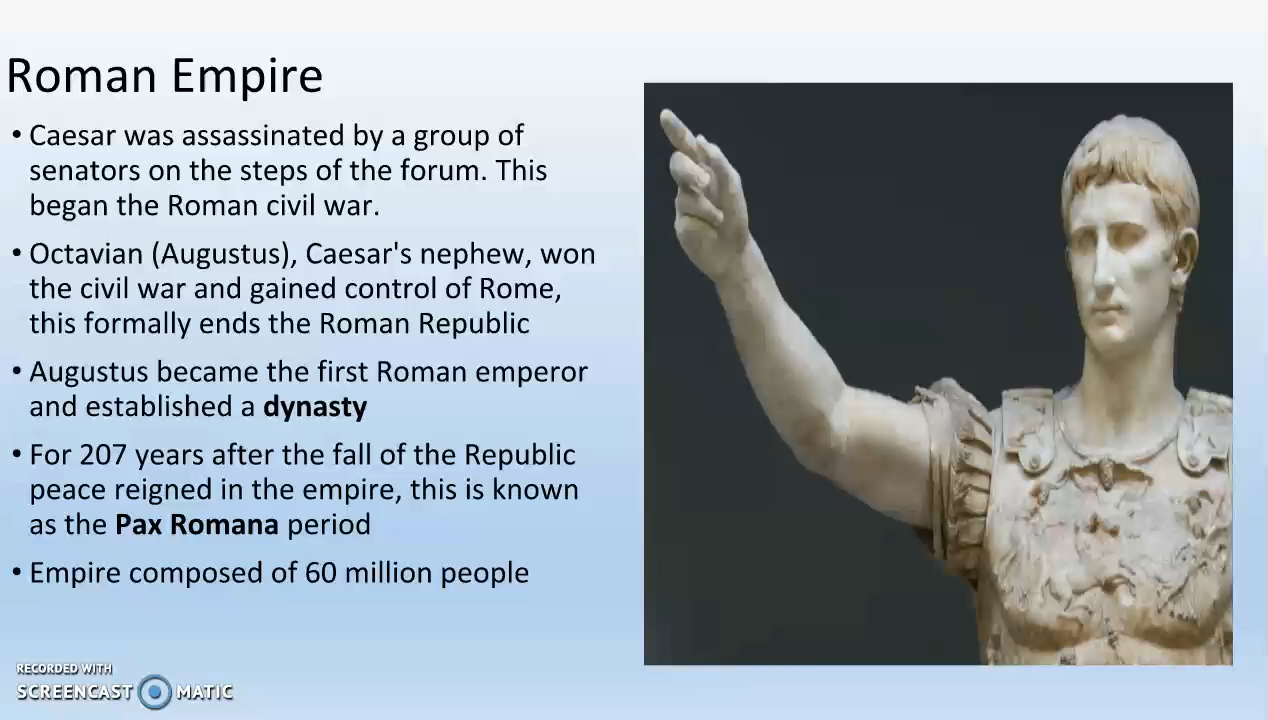 Roman Empire
• Caesar was assassinated by a group of
senators on the steps of the forum. This
began the Roman civil war.
• Octavian (Augustus), Caesar's nephew, won
the civil war and gained control of Rome,
this formally ends the Roman Republic
• Augustus became the first Roman emperor
and established a dynasty
• For 207 years after the fall of the Republic
peace reigned in the empire, this is known
as the Pax Romana period
• Empire composed of 60 million people
RECORDED WITH
SCREENCAST MATIC